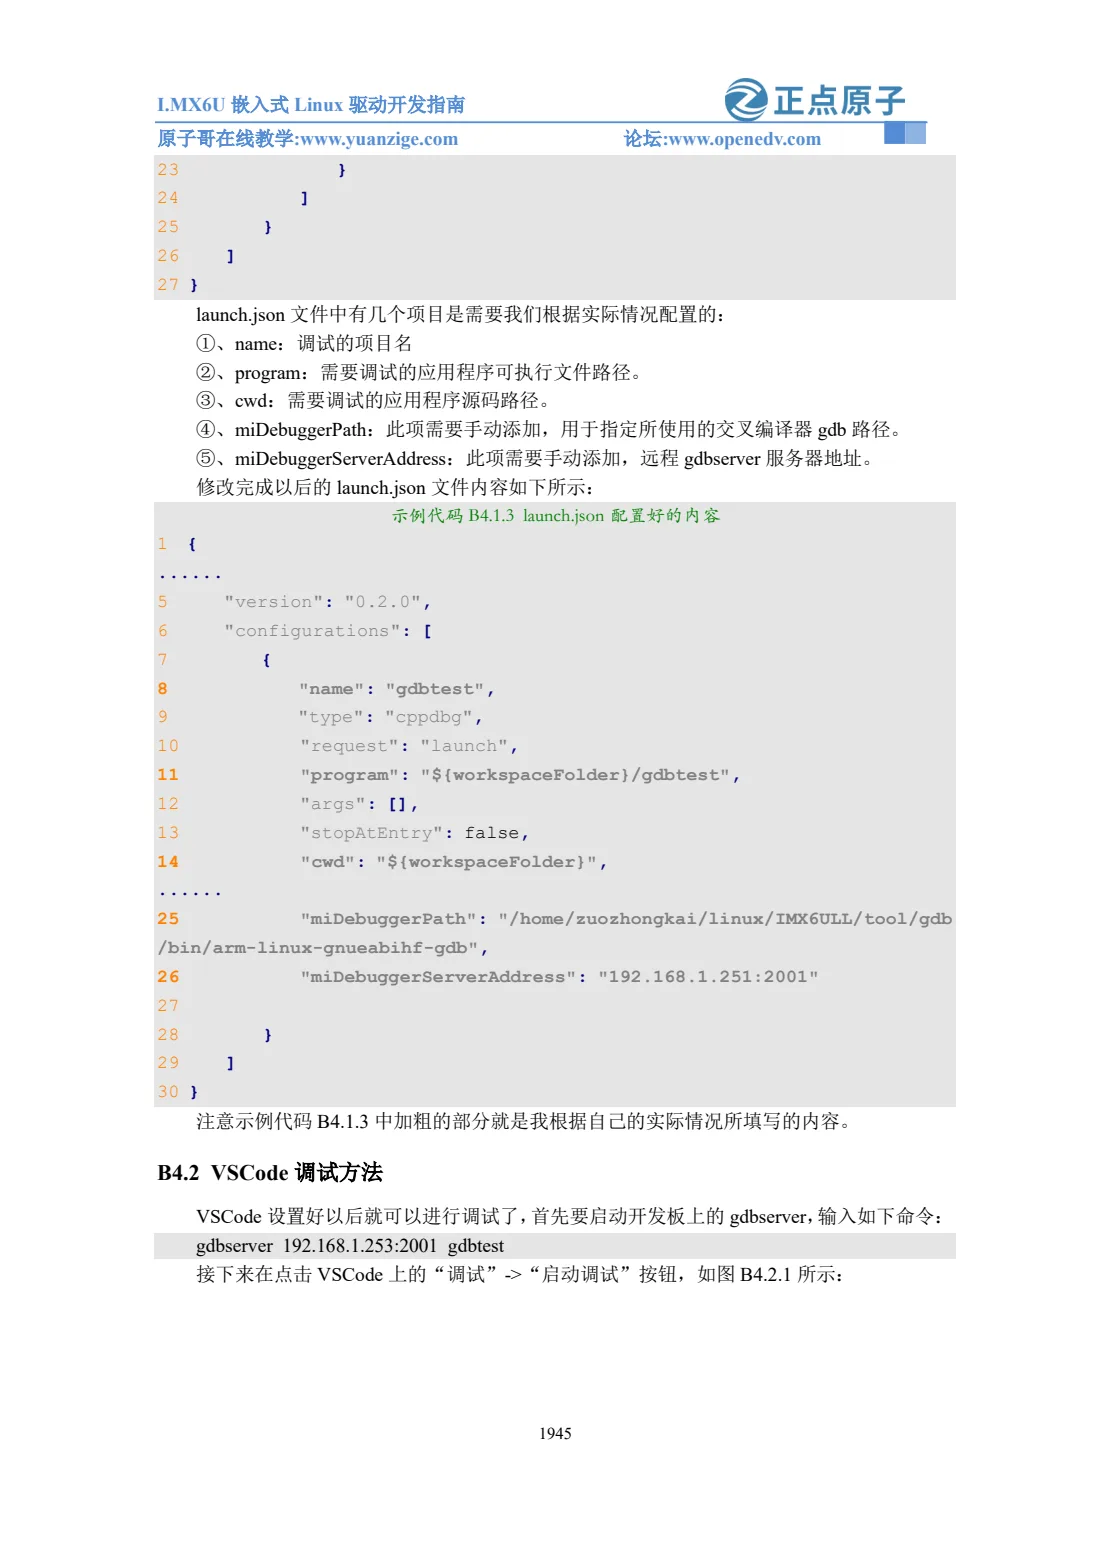 I.MX6U 嵌入式 Linux 驱动开发指南
正点原子
原子哥在线教学:www.yuanzige.com 论坛:www.openedv.com
23 }
24 ]
25 }
26 ]
27 }
launch.json 文件中有几个项目是需要我们根据实际情况配置的：
①、name：调试的项目名
②、program：需要调试的应用程序可执行文件路径。
③、cwd：需要调试的应用程序源码路径。
④、miDebuggerPath：此项需要手动添加，用于指定所使用的交叉编译器 gdb 路径。
⑤、miDebuggerServerAddress：此项需要手动添加，远程 gdbserver 服务器地址。
修改完成以后的 launch.json 文件内容如下所示：
示例代码 B4.1.3 launch.json 配置好的内容
1 {
......
5 "version": "0.2.0",
6 "configurations": [
7 {
8 "name": "gdbtest",
9 "type": "cppdbg",
10 "request": "launch",
11 "program": "${workspaceFolder}/gdbtest",
12 "args": [],
13 "stopAtEntry": false,
14 "cwd": "${workspaceFolder}",
......
25 "miDebuggerPath": "/home/zuozhongkai/linux/IMX6ULL/tool/gdb
/bin/arm-linux-gnueabihf-gdb",
26 "miDebuggerServerAddress": "192.168.1.251:2001"
27
28 }
29 ]
30 }
注意示例代码 B4.1.3 中加粗的部分就是我根据自己的实际情况所填写的内容。
B4.2 VSCode 调试方法
VSCode 设置好以后就可以进行调试了，首先要启动开发板上的 gdbserver，输入如下命令：
gdbserver 192.168.1.253:2001 gdbtest
接下来在点击 VSCode 上的“调试”->“启动调试”按钮，如图 B4.2.1 所示：
1945